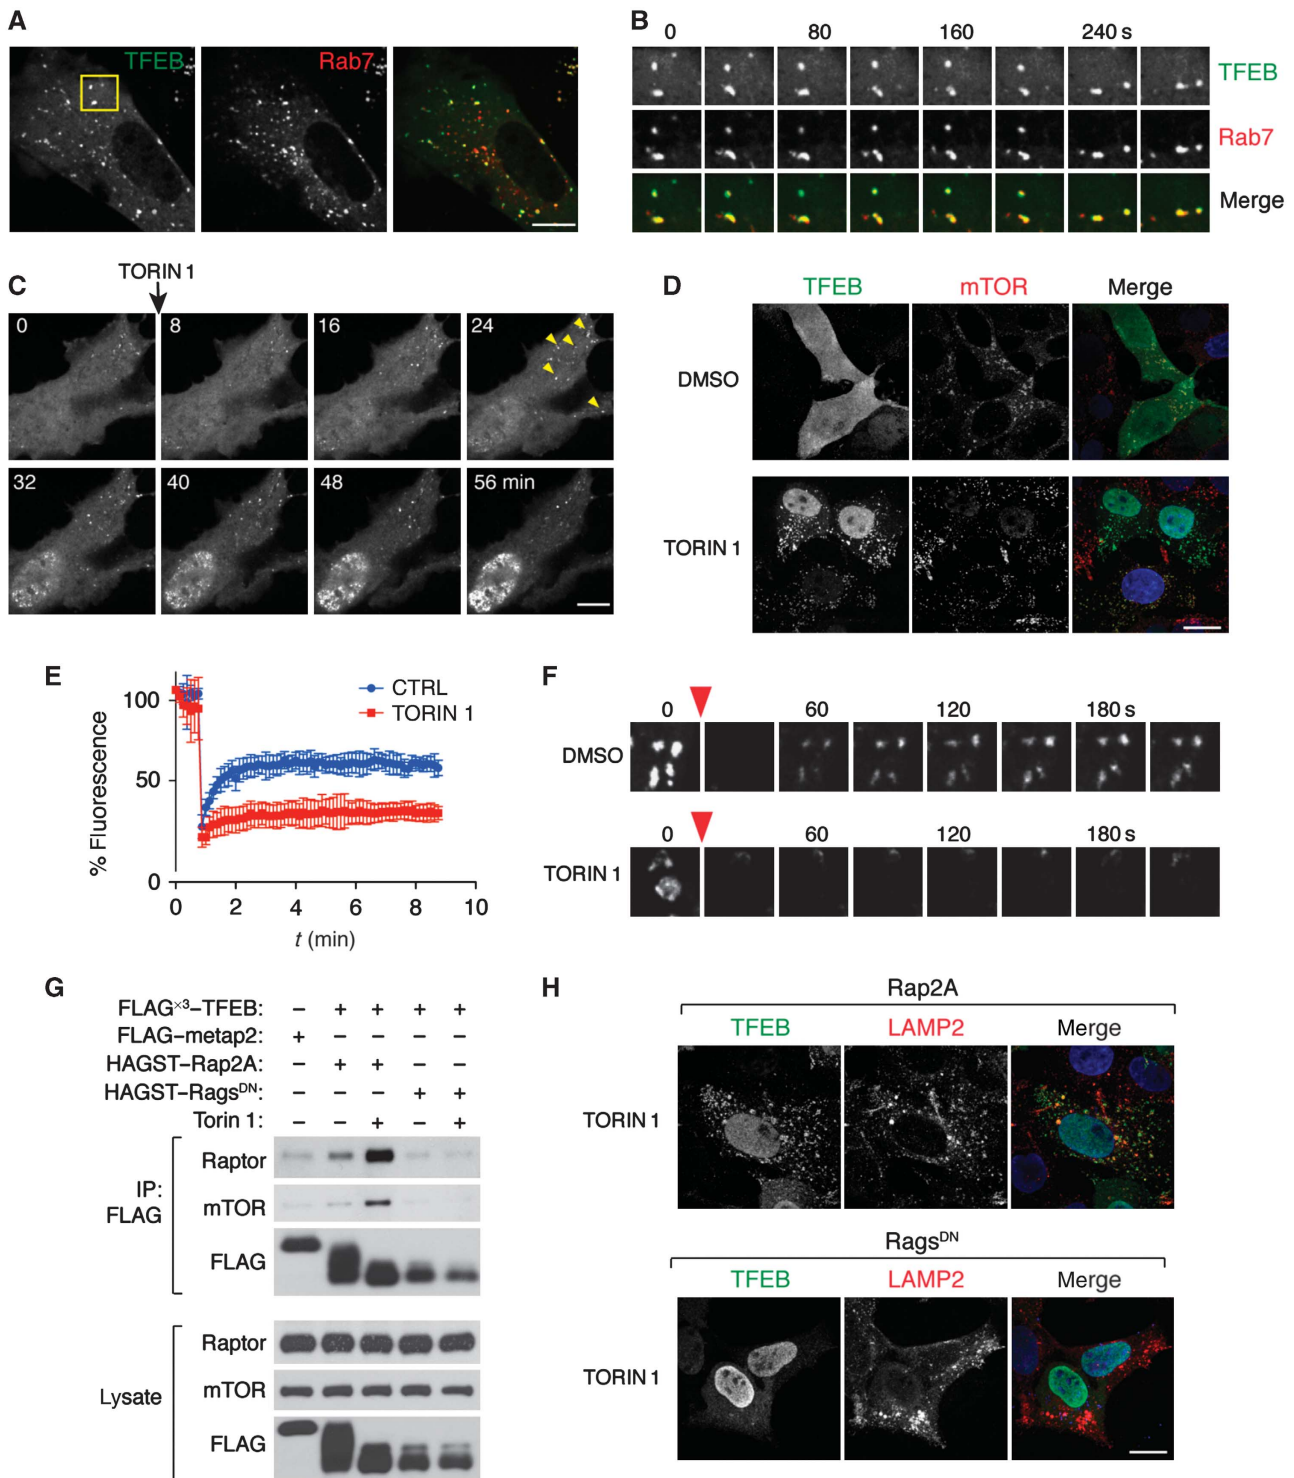 A
TFEB
Rab7
B
0 80 160 240 s
TFEB
Rab7
Merge
C
TORIN 1
0 8 16 24
32 40 48 56 min
D
TFEB mTOR Merge
DMSO
TORIN 1
E
% Fluorescence
100
50
0
CTRL
TORIN 1
0 2 4 6 8 10
t (min)
F
0 60 120 180 s
DMSO
0 60 120 180 s
TORIN 1
G
FLAG×3–TFEB: – + + + +
FLAG–metap2: + – – – –
HAGST–Rap2A: – + + – –
HAGST–RagsDN: – – – + +
Torin 1: – – + – +
IP:
FLAG
Raptor
mTOR
FLAG
Lysate
Raptor
mTOR
FLAG
H
Rap2A
TFEB LAMP2 Merge
TORIN 1
RagsDN
TFEB LAMP2 Merge
TORIN 1